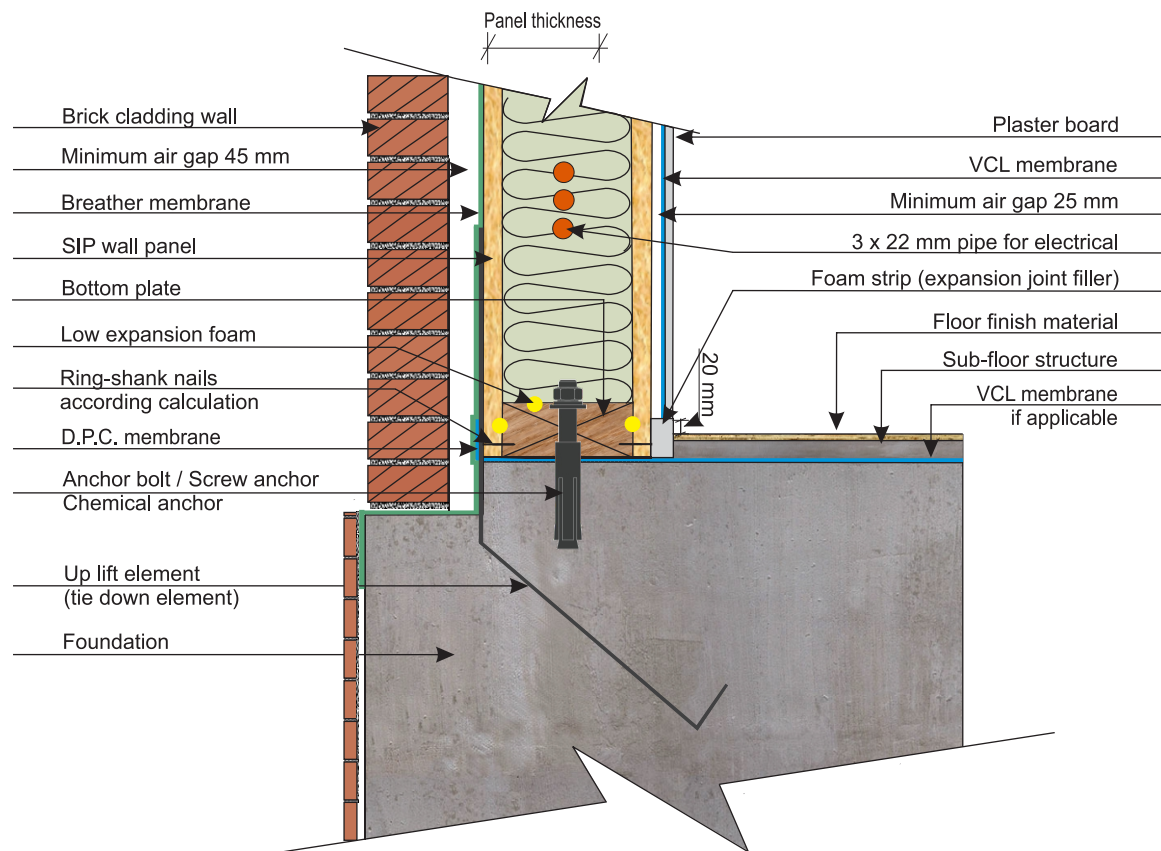 Panel thickness
Brick cladding wall
Minimum air gap 45 mm
Breather membrane
SIP wall panel
Bottom plate
Low expansion foam
Ring-shank nails
according calculation
D.P.C. membrane
Anchor bolt / Screw anchor
Chemical anchor
Up lift element
(tie down element)
Foundation
Plaster board
VCL membrane
Minimum air gap 25 mm
3 x 22 mm pipe for electrical
Foam strip (expansion joint filler)
20 mm
Floor finish material
Sub-floor structure
VCL membrane
if applicable